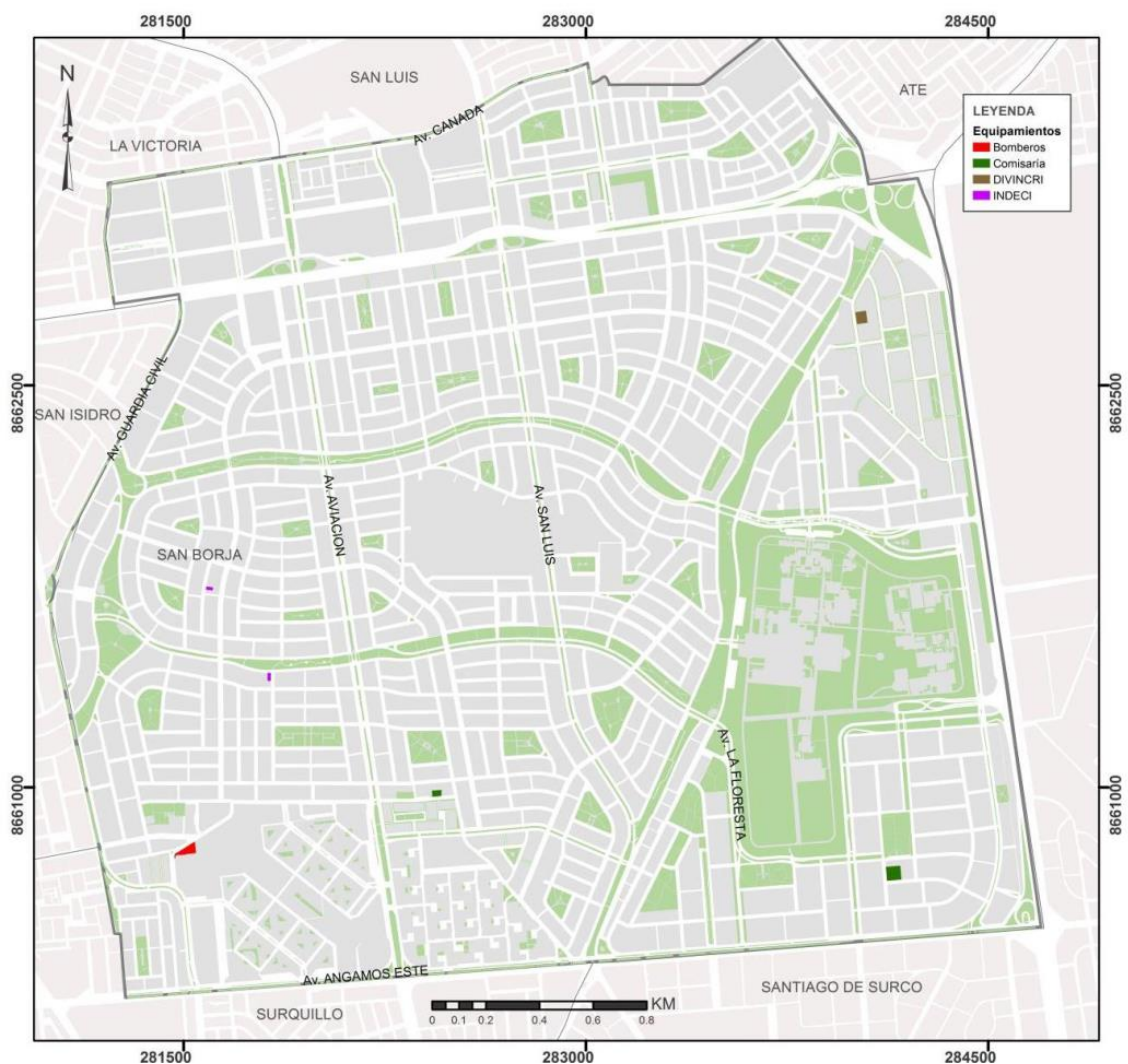 281500
283000
284500
N
SAN LUIS
ATE
LA VICTORIA
Av. CANADA
LEYENDA
Equipamientos
Bomberos
Comisaría
DIVINCRI
INDECI
8662500
8662500
SAN ISIDRO
Av. GUARDIA CIVIL
Av. AVIACION
Av. SAN LUIS
SAN BORJA
Av. LA FLORESTA
8661000
8661000
Av. ANGAMOS ESTE
SURQUILLO
SANTIAGO DE SURCO
KM
0 0.1 0.2 0.4 0.6 0.8
281500
283000
284500